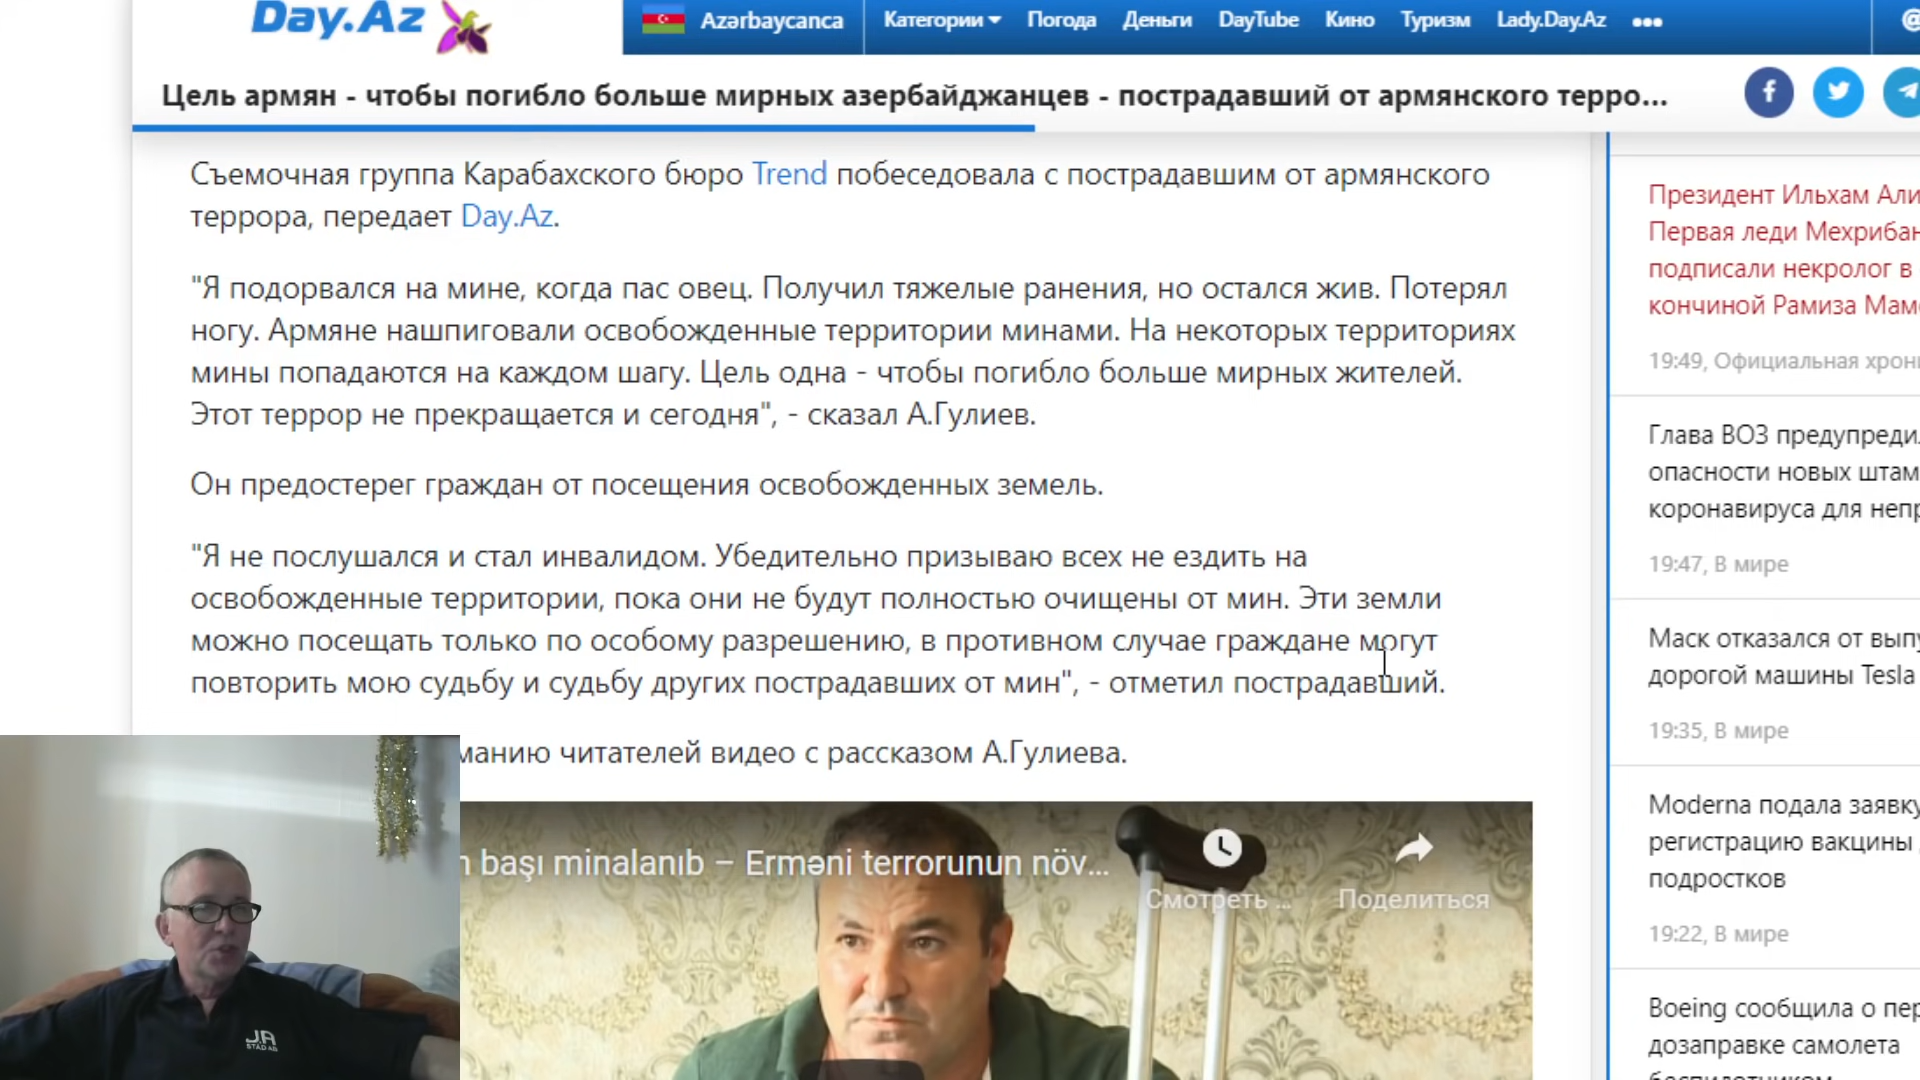 Day.Az
Azərbaycanca
Категории
Погода
Деньги
DayTube
Кино
Туризм
Lady.Day.Az
Цель армян - чтобы погибло больше мирных азербайджанцев - пострадавший от армянского терро...
Съемочная группа Карабахского бюро Trend побеседовала с пострадавшим от армянского
террора, передает Day.Az.
"Я подорвался на мине, когда пас овец. Получил тяжелые ранения, но остался жив. Потерял
ногу. Армяне нашпиговали освобожденные территории минами. На некоторых территориях
мины попадаются на каждом шагу. Цель одна - чтобы погибло больше мирных жителей.
Этот террор не прекращается и сегодня", - сказал А.Гулиев.
Он предостерег граждан от посещения освобожденных земель.
"Я не послушался и стал инвалидом. Убедительно призываю всех не ездить на
освобожденные территории, пока они не будут полностью очищены от мин. Эти земли
можно посещать только по особому разрешению, в противном случае граждане могут
повторить мою судьбу и судьбу других пострадавших от мин", - отметил пострадавший.
манию читателей видео с рассказом А.Гулиева.
n başı minalanıb – Erməni terrorunun növ...
Смотреть ...
Поделиться
J.A
Президент Ильхам Али
Первая леди Мехрибан
подписали некролог в
кончиной Рамиза Мам
19:49, Официальная хрон
Глава ВОЗ предупреди
опасности новых штам
коронавируса для неп
19:47, В мире
Маск отказался от вып
дорогой машины Tesla
19:35, В мире
Moderna подала заявку
регистрацию вакцины
подростков
19:22, В мире
Boeing сообщила о пер
дозаправке самолета